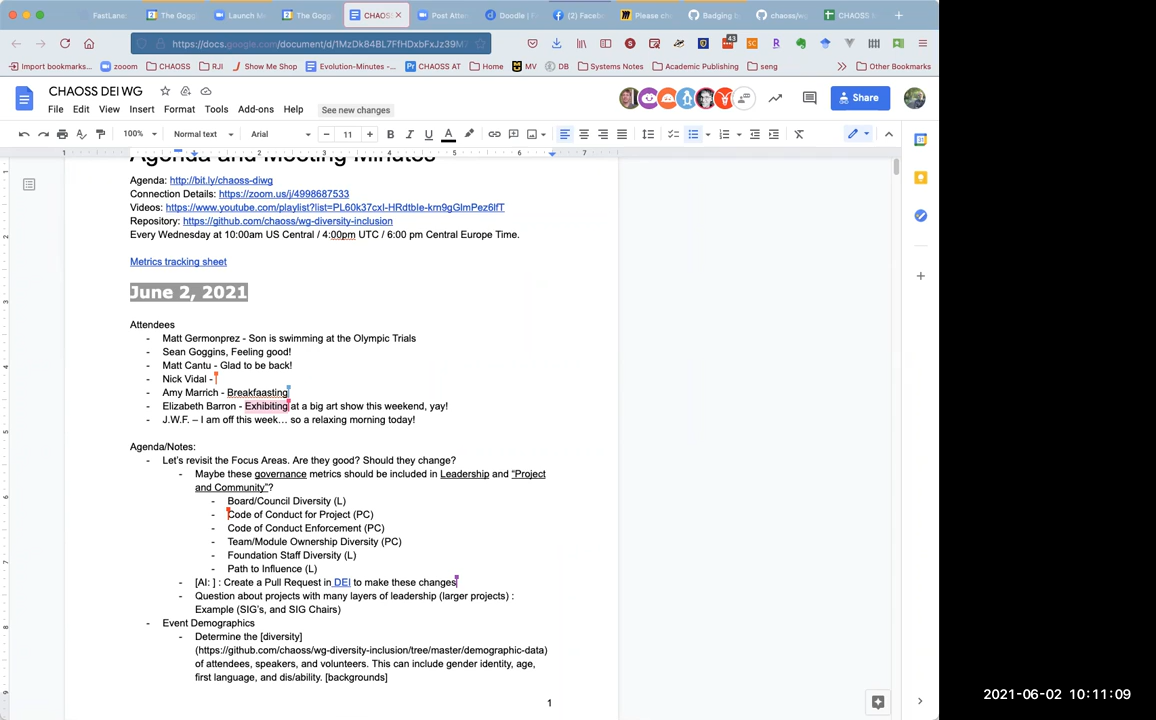 FastLane
The Gogg
Launch M
The Gogg
CHAOSS
Post Atten
Doodle | F
(2) Faceb
Please ch
Badging b
chaoss/w
CHAOSS
https://docs.google.com/document/d/1MzDk84BL7FfHDxbFxJz39M
43
Import bookmarks...
zooom
CHAOSS
RJI
Show Me Shop
Evolution-Minutes -...
CHAOSS AT
Home
MV
DB
Systems Notes
Academic Publishing
seng
Other Bookmarks
CHAOSS DEI WG
File Edit View Insert Format Tools Add-ons Help See new changes
Share
100% Normal text Arial 11
Agenda and Meeting Minutes
Agenda: http://bit.ly/chaoss-diwg
Connection Details: https://zoom.us/j/4998687533
Videos: https://www.youtube.com/playlist?list=PL60k37cxI-HRdtbIe-krn9gGImPez6lfT
Repository: https://github.com/chaoss/wg-diversity-inclusion
Every Wednesday at 10:00am US Central / 4:00pm UTC / 6:00 pm Central Europe Time.
Metrics tracking sheet
June 2, 2021
Attendees
- Matt Germonprez - Son is swimming at the Olympic Trials
- Sean Goggins, Feeling good!
- Matt Cantu - Glad to be back!
- Nick Vidal -
- Amy Marrich - Breakfaasting
- Elizabeth Barron - Exhibiting at a big art show this weekend, yay!
- J.W.F. – I am off this week… so a relaxing morning today!
Agenda/Notes:
- Let's revisit the Focus Areas. Are they good? Should they change?
- Maybe these governance metrics should be included in Leadership and "Project
and Community"?
- Board/Council Diversity (L)
- Code of Conduct for Project (PC)
- Code of Conduct Enforcement (PC)
- Team/Module Ownership Diversity (PC)
- Foundation Staff Diversity (L)
- Path to Influence (L)
- [AI: ] : Create a Pull Request in DEI to make these changes
- Question about projects with many layers of leadership (larger projects) :
Example (SIG's, and SIG Chairs)
- Event Demographics
- Determine the [diversity]
(https://github.com/chaoss/wg-diversity-inclusion/tree/master/demographic-data)
of attendees, speakers, and volunteers. This can include gender identity, age,
first language, and dis/ability. [backgrounds]
1
2021-06-02 10:11:09